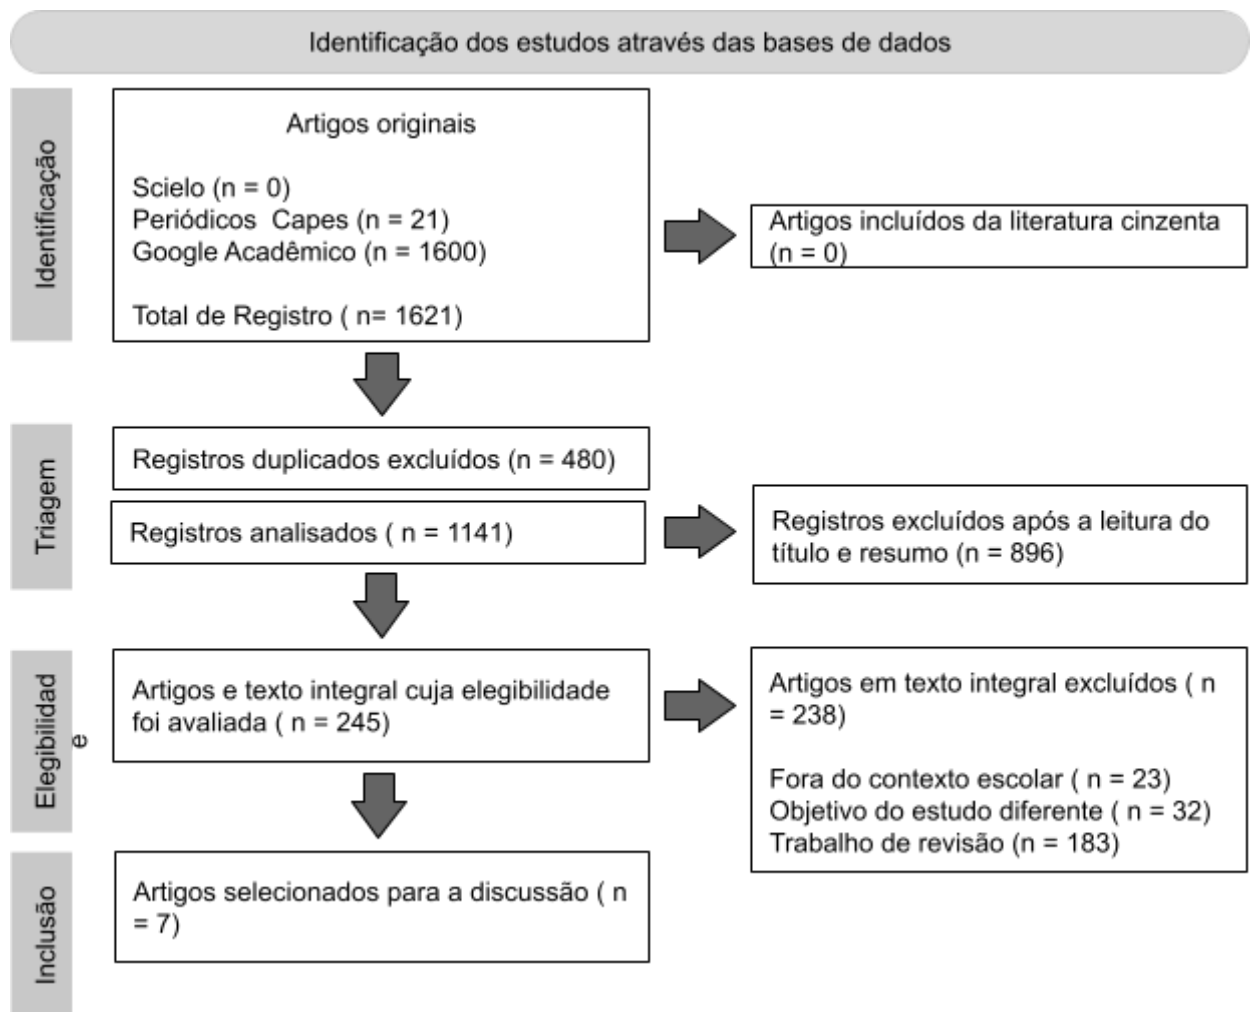 Identificação dos estudos através das bases de dados
Identificação
Artigos originais
Scielo (n = 0)
Periódicos  Capes (n = 21)
Google Acadêmico (n = 1600)
Total de Registro ( n= 1621)
Artigos incluídos da literatura cinzenta
(n = 0)
Triagem
Registros duplicados excluídos (n = 480)
Registros analisados ( n = 1141)
Registros excluídos após a leitura do
título e resumo (n = 896)
Elegibilidad
e
Artigos e texto integral cuja elegibilidade
foi avaliada ( n = 245)
Artigos em texto integral excluídos ( n
= 238)
Fora do contexto escolar ( n = 23)
Objetivo do estudo diferente ( n = 32)
Trabalho de revisão (n = 183)
Inclusão
Artigos selecionados para a discussão ( n
= 7)